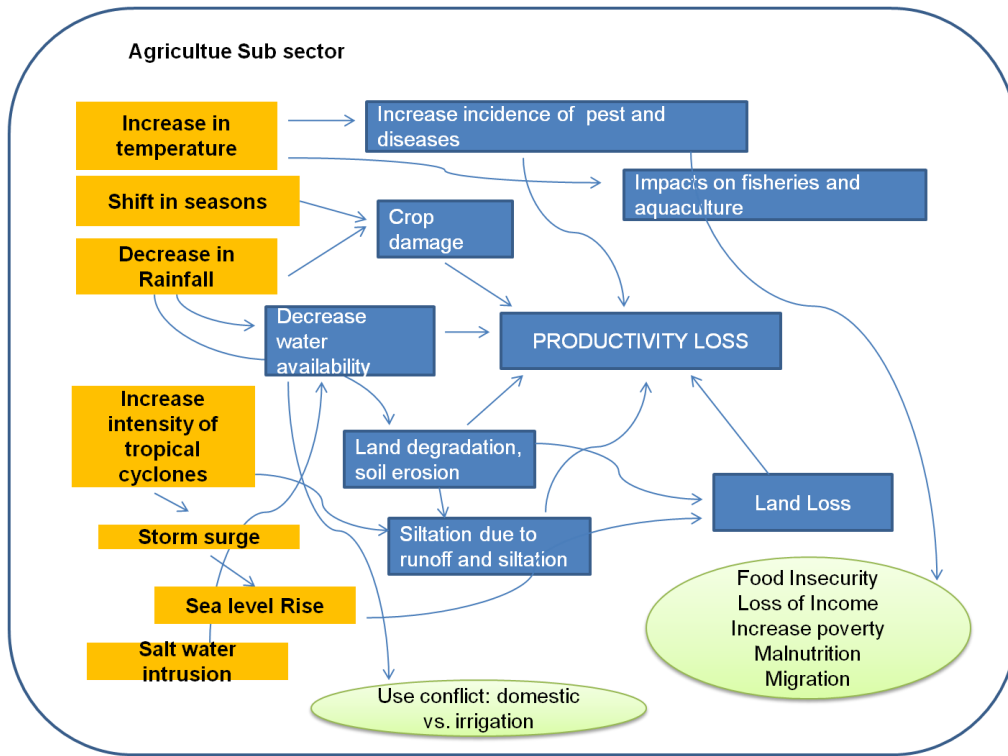 Agricultue Sub sector
Increase in
temperature
Increase incidence of pest and
diseases
Impacts on fisheries and
aquaculture
Shift in seasons
Crop
damage
Decrease in
Rainfall
Decrease
water
availability
PRODUCTIVITY LOSS
Increase
intensity of
tropical
cyclones
Land degradation,
soil erosion
Land Loss
Storm surge
Siltation due to
runoff and siltation
Sea level Rise
Salt water
intrusion
Food Insecurity
Loss of Income
Increase poverty
Malnutrition
Migration
Use conflict: domestic
vs. irrigation